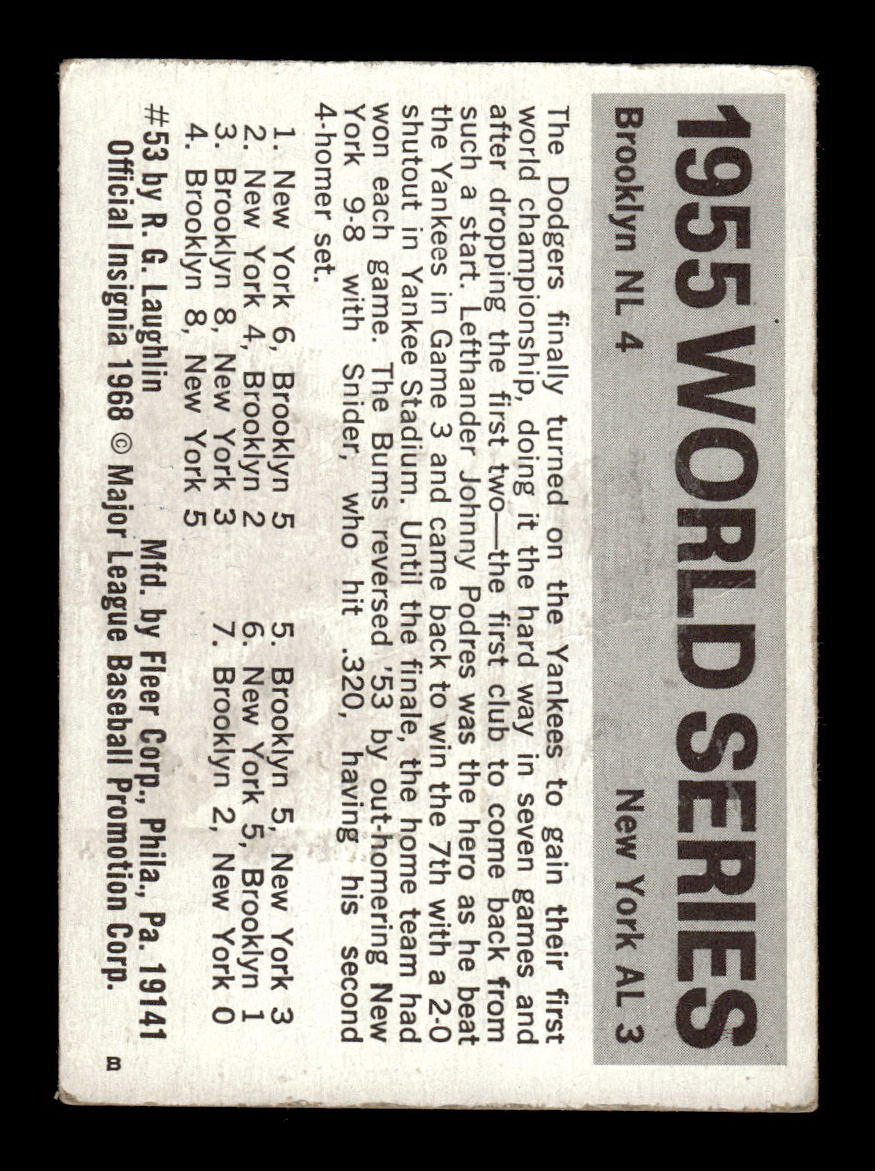 1955 WORLD SERIES
Brooklyn NL 4 New York AL 3
The Dodgers finally turned on the Yankees to gain their first
world championship, doing it the hard way in seven games and
after dropping the first two—the first club to come back from
such a start. Lefthander Johnny Podres was the hero as he beat
the Yankees in Game 3 and came back to win the 7th with a 2-0
shutout in Yankee Stadium. Until the finale, the home team had
won each game. The Bums reversed '53 by out-homering New
York 9-8 with Snider, who hit .320, having his second
4-homer set.
1. New York 6, Brooklyn 5
2. New York 4, Brooklyn 2
3. Brooklyn 8, New York 3
4. Brooklyn 8, New York 5
5. Brooklyn 5, New York 3
6. New York 5, Brooklyn 1
7. Brooklyn 2, New York 0
#53 by R. G. Laughlin Mfd. by Fleer Corp., Phila., Pa. 19141
Official Insignia 1968 © Major League Baseball Promotion Corp.